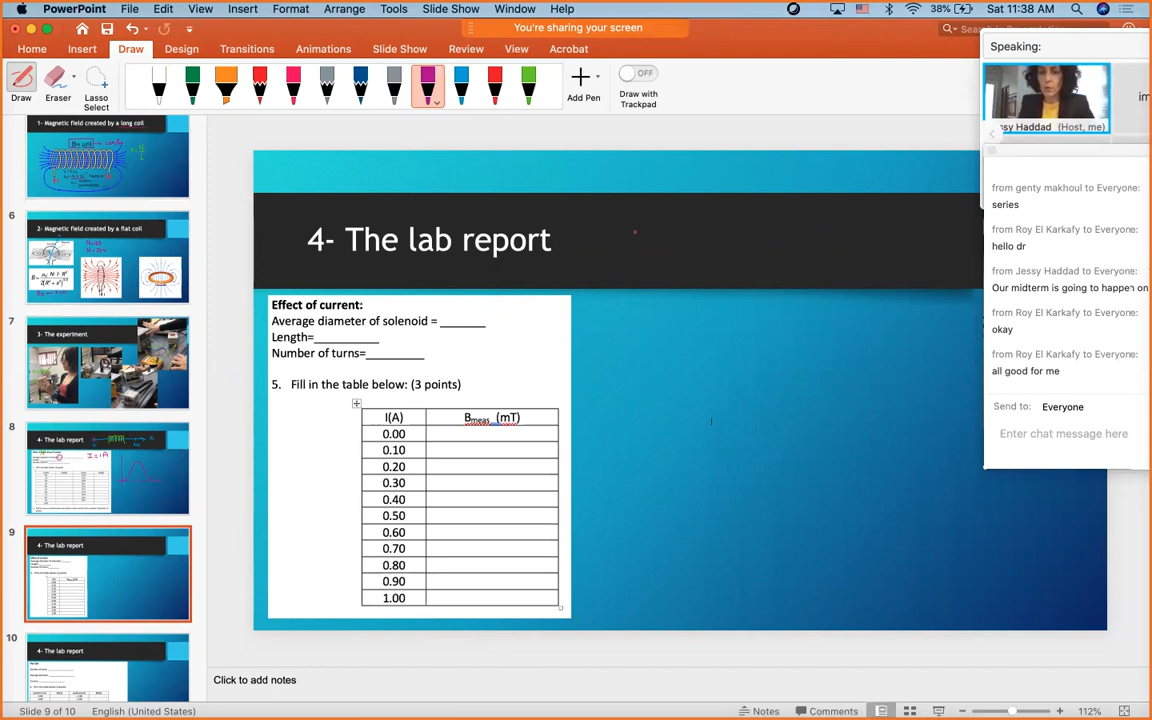 PowerPoint File Edit View Insert Format Arrange Tools Slide Show Window Help
38% Sat 11:38 AM
You're sharing your screen
Home Insert Draw Design Transitions Animations Slide Show Review View Acrobat
Draw
Eraser
Lasso
Select
Add Pen
OFF
Draw with
Trackpad
Speaking:
Jessy Haddad (Host, me)
from genty makhoul to Everyone:
series
from Roy El Karkafy to Everyone:
hello dr
from Jessy Haddad to Everyone:
Our midterm is going to happen on
from Roy El Karkafy to Everyone:
okay
from Roy El Karkafy to Everyone:
all good for me
Send to: Everyone
Enter chat message here
1- Magnetic field created by a long coil
6
2- Magnetic field created by a flat coil
7
3- The experiment
8
4- The lab report
I = 1A
9
4- The lab report
10
4- The lab report
4- The lab report
Effect of current:
Average diameter of solenoid = _______
Length=__________
Number of turns=_________
5. Fill in the table below: (3 points)
I(A) Bmeas (mT)
0.00
0.10
0.20
0.30
0.40
0.50
0.60
0.70
0.80
0.90
1.00
Click to add notes
Slide 9 of 10 English (United States) Notes Comments 112%